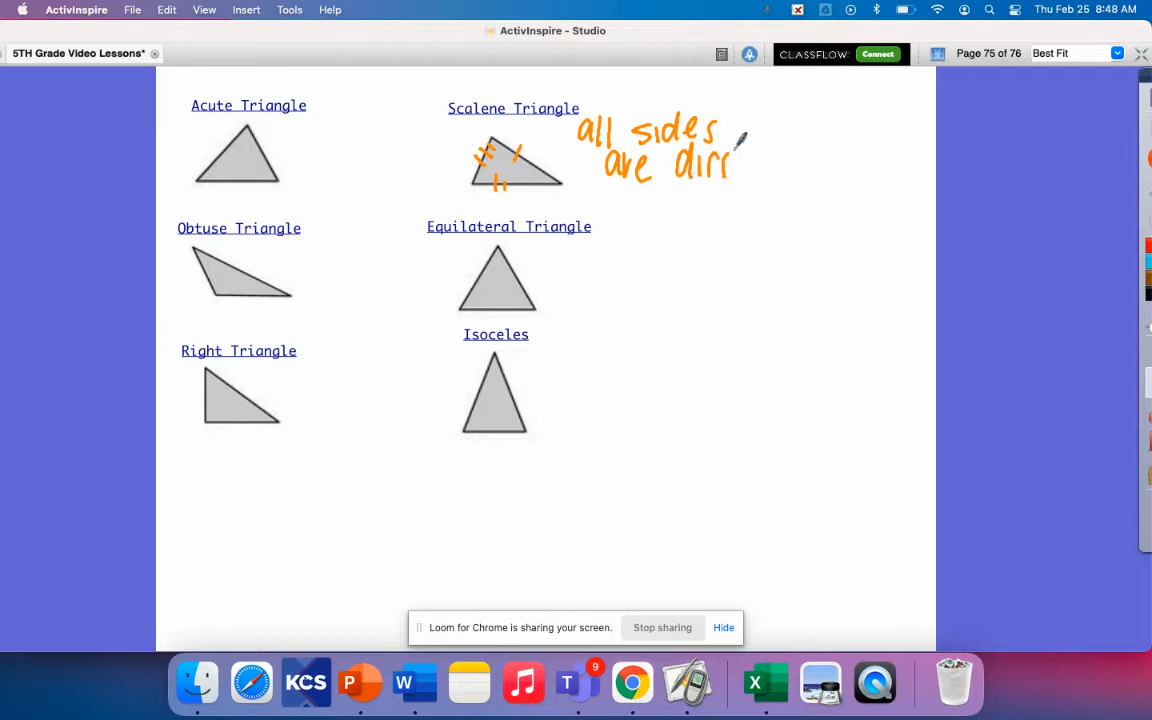 ActivInspire File Edit View Insert Tools Help Thu Feb 25 8:48 AM
ActivInspire - Studio
5TH Grade Video Lessons* CLASSFLOW Connect Page 75 of 76 Best Fit
Acute Triangle
Scalene Triangle
all sides
are dirr
Obtuse Triangle
Equilateral Triangle
Right Triangle
Isoceles
Loom for Chrome is sharing your screen. Stop sharing Hide
KCS P W T 9 X